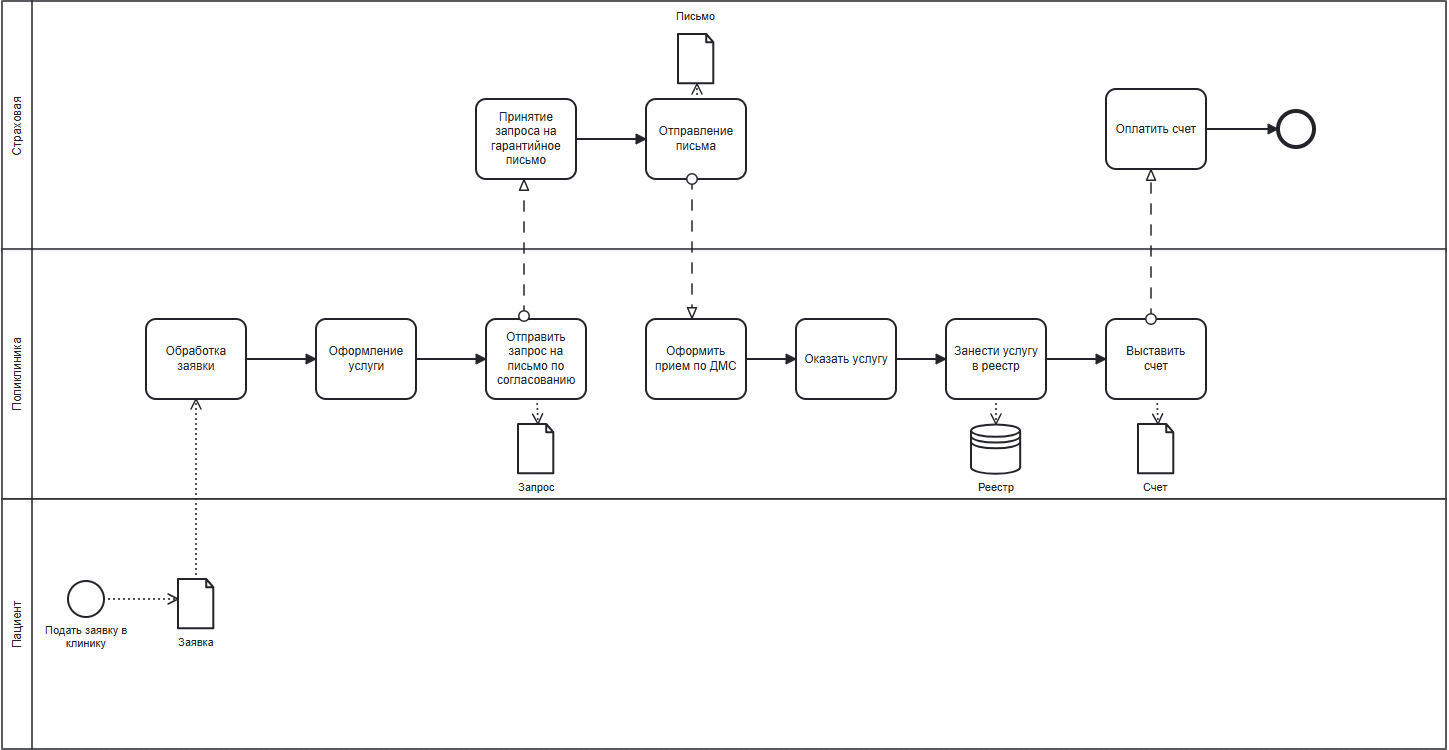 Страховая
Письмо
Принятие
запроса на
гарантийное
письмо
Отправление
письма
Оплатить счет
Поликлиника
Обработка
заявки
Оформление
услуги
Отправить
запрос на
письмо по
согласованию
Оформить
прием по ДМС
Оказать услугу
Занести услугу
в реестр
Выставить
счет
Запрос
Реестр
Счет
Пациент
Подать заявку в
клинику
Заявка